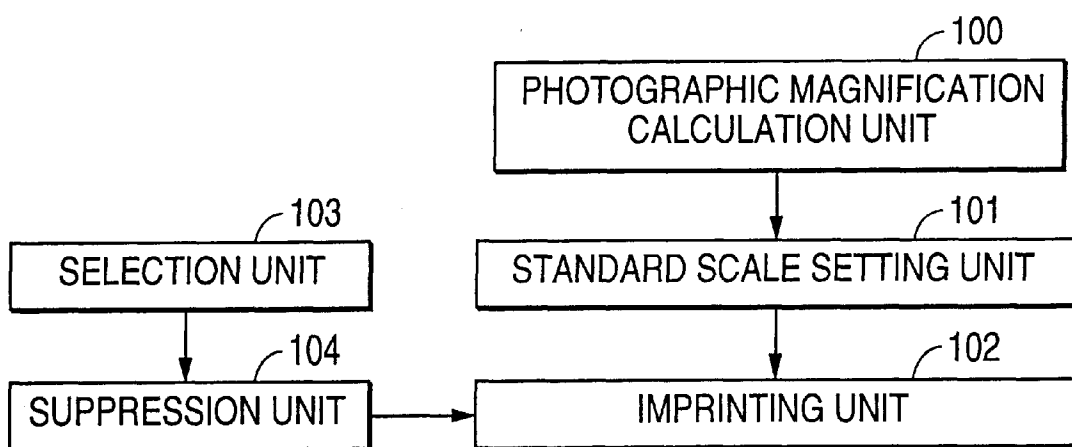 100
PHOTOGRAPHIC MAGNIFICATION
CALCULATION UNIT
103
101
SELECTION UNIT
STANDARD SCALE SETTING UNIT
104
102
SUPPRESSION UNIT
IMPRINTING UNIT